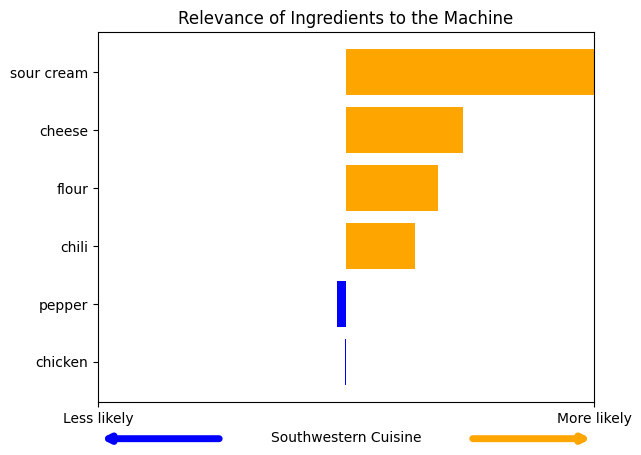 Relevance of Ingredients to the Machine
sour cream
cheese
flour
chili
pepper
chicken
Less likely
More likely
Southwestern Cuisine